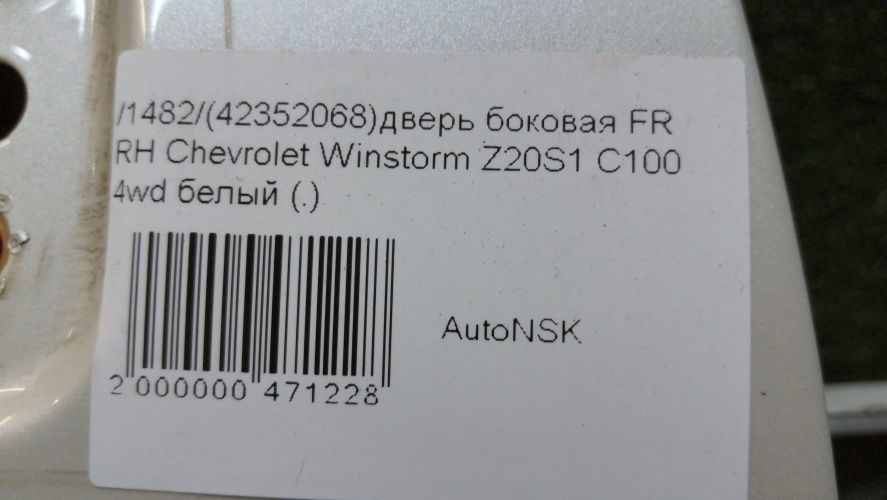 /1482/(42352068)дверь боковая FR
RH Chevrolet Winstorm Z20S1 C100
4wd белый (.)
AutoNSK
2 000000 471228